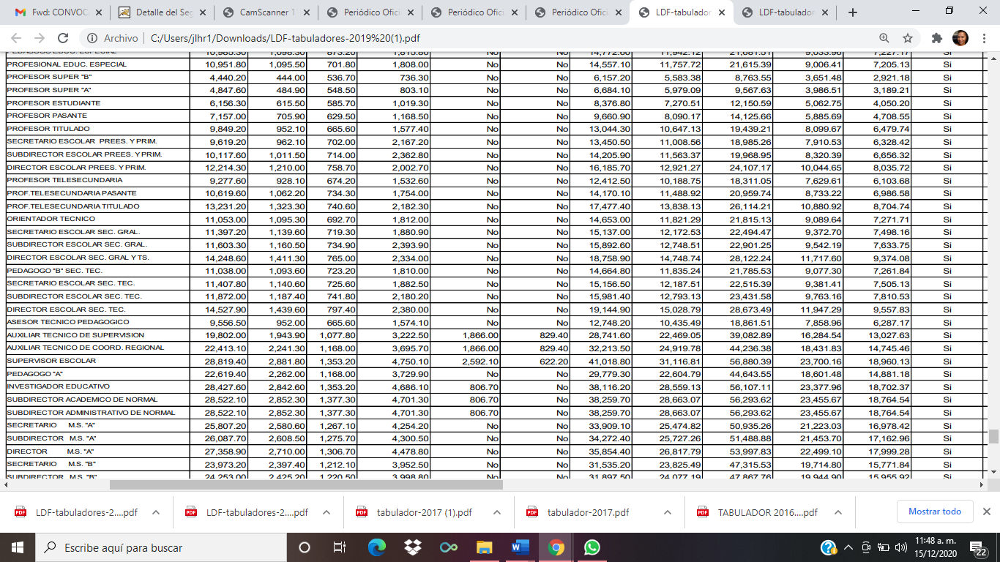 Fwd: CONVOC
Detalle del Seg
CamScanner 1
Periódico Ofici
Periódico Ofici
Periódico Ofici
LDF-tabulador
LDF-tabulador
Archivo | C:/Users/jlhr1/Downloads/LDF-tabuladores-2019%20(1).pdf
PEDAGOGO EDUC. ESPECIAL 10,985.30 1,098.30 873.20 1,815.80 No No 14,772.60 11,942.12 21,681.51 9,033.96 7,227.17 Si
PROFESIONAL EDUC. ESPECIAL 10,951.80 1,095.50 701.80 1,808.00 No No 14,557.10 11,757.72 21,615.39 9,006.41 7,205.13 Si
PROFESOR SUPER "B" 4,440.20 444.00 536.70 736.30 No No 6,157.20 5,583.38 8,763.55 3,651.48 2,921.18 Si
PROFESOR SUPER "A" 4,847.60 484.90 548.50 803.10 No No 6,684.10 5,979.09 9,567.63 3,986.51 3,189.21 Si
PROFESOR ESTUDIANTE 6,156.30 615.50 585.70 1,019.30 No No 8,376.80 7,270.51 12,150.59 5,062.75 4,050.20 Si
PROFESOR PASANTE 7,157.00 705.90 629.50 1,168.50 No No 9,660.90 8,090.17 14,125.66 5,885.69 4,708.55 Si
PROFESOR TITULADO 9,849.20 952.10 665.60 1,577.40 No No 13,044.30 10,647.13 19,439.21 8,099.67 6,479.74 Si
SECRETARIO ESCOLAR PREES. Y PRIM. 9,619.20 962.10 702.00 2,167.20 No No 13,450.50 11,008.56 18,985.26 7,910.53 6,328.42 Si
SUBDIRECTOR ESCOLAR PREES. Y PRIM. 10,117.60 1,011.50 714.00 2,362.80 No No 14,205.90 11,563.37 19,968.95 8,320.39 6,656.32 Si
DIRECTOR ESCOLAR PREES. Y PRIM. 12,214.30 1,210.00 758.70 2,002.70 No No 16,185.70 12,921.27 24,107.17 10,044.65 8,035.72 Si
PROFESOR TELESECUNDARIA 9,277.60 928.10 674.20 1,532.60 No No 12,412.50 10,188.75 18,311.05 7,629.61 6,103.68 Si
PROF.TELESECUNDARIA PASANTE 10,619.60 1,062.20 734.30 1,754.00 No No 14,170.10 11,488.92 20,959.74 8,733.22 6,986.58 Si
PROF.TELESECUNDARIA TITULADO 13,231.20 1,323.30 740.60 2,182.30 No No 17,477.40 13,838.13 26,114.21 10,880.92 8,704.74 Si
ORIENTADOR TECNICO 11,053.00 1,095.30 692.70 1,812.00 No No 14,653.00 11,821.29 21,815.13 9,089.64 7,271.71 Si
SECRETARIO ESCOLAR SEC. GRAL. 11,397.20 1,139.60 719.30 1,880.90 No No 15,137.00 12,172.53 22,494.47 9,372.70 7,498.16 Si
SUBDIRECTOR ESCOLAR SEC. GRAL. 11,603.30 1,160.50 734.90 2,393.90 No No 15,892.60 12,748.51 22,901.25 9,542.19 7,633.75 Si
DIRECTOR ESCOLAR SEC. GRAL Y TS. 14,248.60 1,411.30 765.00 2,334.00 No No 18,758.90 14,748.74 28,122.24 11,717.60 9,374.08 Si
PEDAGOGO "B" SEC. TEC. 11,038.00 1,093.60 723.20 1,810.00 No No 14,664.80 11,835.24 21,785.53 9,077.30 7,261.84 Si
SECRETARIO ESCOLAR SEC. TEC. 11,407.80 1,140.60 725.60 1,882.50 No No 15,156.50 12,187.51 22,515.39 9,381.41 7,505.13 Si
SUBDIRECTOR ESCOLAR SEC. TEC. 11,872.00 1,187.40 741.80 2,180.20 No No 15,981.40 12,793.13 23,431.58 9,763.16 7,810.53 Si
DIRECTOR ESCOLAR SEC. TEC. 14,527.90 1,439.60 797.40 2,380.00 No No 19,144.90 15,028.79 28,673.49 11,947.29 9,557.83 Si
ASESOR TECNICO PEDAGOGICO 9,556.50 952.00 665.60 1,574.10 No No 12,748.20 10,435.49 18,861.51 7,858.96 6,287.17 Si
AUXILIAR TECNICO DE SUPERVISION 19,802.00 1,943.90 1,077.80 3,222.50 1,866.00 829.40 28,741.60 22,469.05 39,082.89 16,284.54 13,027.63 Si
AUXILIAR TECNICO DE COORD. REGIONAL 22,413.10 2,241.30 1,168.00 3,695.70 1,866.00 829.40 32,213.50 24,919.78 44,236.38 18,431.83 14,745.46 Si
SUPERVISOR ESCOLAR 28,819.40 2,881.80 1,353.20 4,750.10 2,592.10 622.20 41,018.80 31,116.81 56,880.39 23,700.16 18,960.13 Si
PEDAGOGO "A" 22,619.40 2,262.00 1,168.00 3,729.90 No No 29,779.30 22,604.79 44,643.55 18,601.48 14,881.18 Si
INVESTIGADOR EDUCATIVO 28,427.60 2,842.60 1,353.20 4,686.10 806.70 No 38,116.20 28,559.13 56,107.11 23,377.96 18,702.37 Si
SUBDIRECTOR ACADEMICO DE NORMAL 28,522.10 2,852.30 1,377.30 4,701.30 806.70 No 38,259.70 28,663.07 56,293.62 23,455.67 18,764.54 Si
SUBDIRECTOR ADMINISTRATIVO DE NORMAL 28,522.10 2,852.30 1,377.30 4,701.30 806.70 No 38,259.70 28,663.07 56,293.62 23,455.67 18,764.54 Si
SECRETARIO M.S. "A" 25,807.20 2,580.60 1,267.10 4,254.20 No No 33,909.10 25,474.82 50,935.26 21,223.03 16,978.42 Si
SUBDIRECTOR M.S. "A" 26,087.70 2,608.50 1,275.70 4,300.50 No No 34,272.40 25,727.26 51,488.88 21,453.70 17,162.96 Si
DIRECTOR M.S. "A" 27,358.90 2,710.00 1,306.70 4,478.80 No No 35,854.40 26,817.79 53,997.83 22,499.10 17,999.28 Si
SECRETARIO M.S. "B" 23,973.20 2,397.40 1,212.10 3,952.50 No No 31,535.20 23,825.49 47,315.53 19,714.80 15,771.84 Si
SUBDIRECTOR M.S. "B" 24,253.00 2,425.20 1,220.50 3,998.80 No No 31,897.50 24,077.19 47,867.76 19,944.90 15,955.92 Si
LDF-tabuladores-2....pdf
LDF-tabuladores-2....pdf
tabulador-2017 (1).pdf
tabulador-2017.pdf
TABULADOR 2016....pdf
Mostrar todo
Escribe aquí para buscar
11:48 a. m.
15/12/2020
22